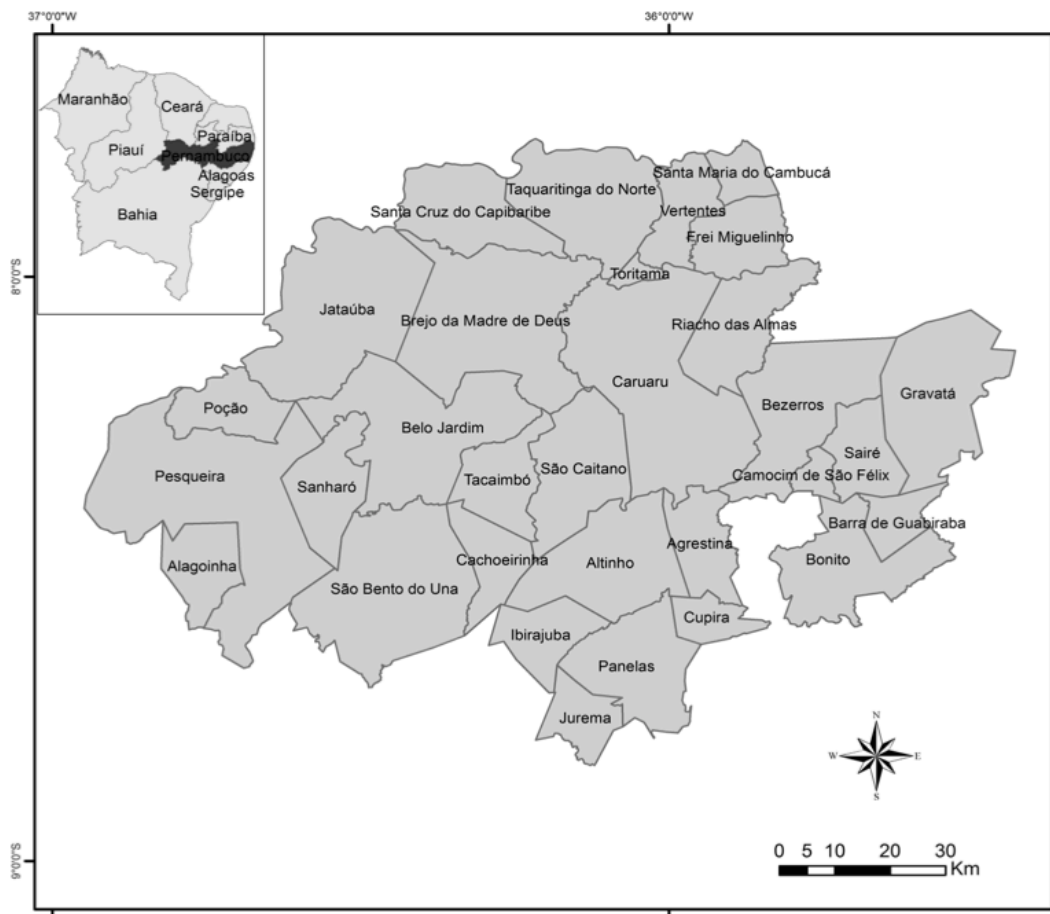 37°0'0"W
36°0'0"W
Maranhão
Ceará
Paraíba
Piauí
Pernambuco
Alagoas
Sergipe
Bahia
Santa Maria do Cambucá
Taquaritinga do Norte
Santa Cruz do Capibaribe
Vertentes
Frei Miguelinho
8°0'0"S
Toritama
Jataúba
Brejo da Madre de Deus
Riacho das Almas
Caruaru
Gravatá
Bezerros
Poção
Belo Jardim
Sairé
São Caitano
Pesqueira
Camocim de São Félix
Tacaimbó
Sanharó
Barra de Guabiraba
Agrestina
Cachoeirinha
Bonito
Altinho
Alagoinha
São Bento do Una
Cupira
Ibirajuba
Panelas
Jurema
N
W
E
S
9°0'0"S
0 5 10 20 30
Km